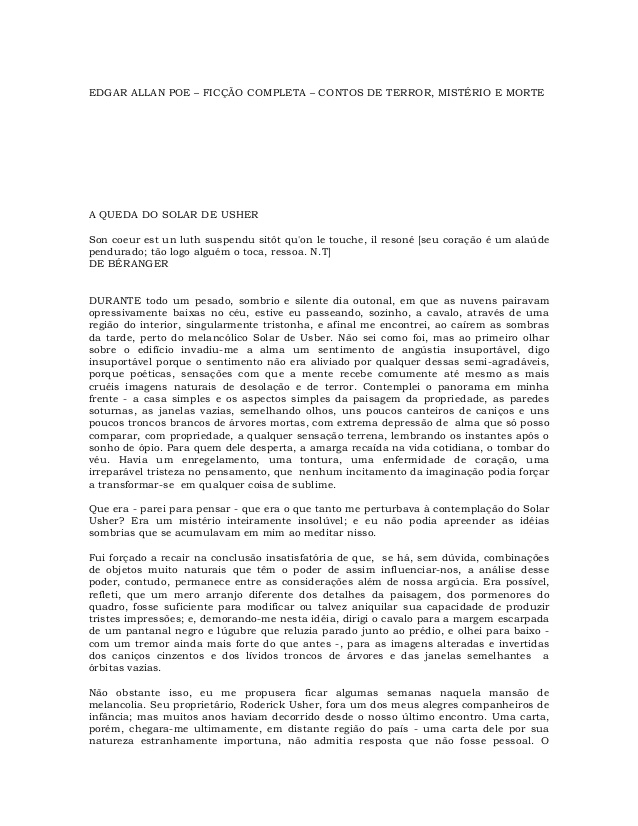 EDGAR ALLAN POE – FICÇÃO COMPLETA – CONTOS DE TERROR, MISTÉRIO E MORTE
A QUEDA DO SOLAR DE USHER
Son coeur est un luth suspendu sitôt qu'on le touche, il resoné [seu coração é um alaúde
pendurado; tão logo alguém o toca, ressoa. N.T]
DE BÉRANGER
DURANTE todo um pesado, sombrio e silente dia outonal, em que as nuvens pairavam
opressivamente baixas no céu, estive eu passeando, sozinho, a cavalo, através de uma
região do interior, singularmente tristonha, e afinal me encontrei, ao caírem as sombras
da tarde, perto do melancólico Solar de Usber. Não sei como foi, mas ao primeiro olhar
sobre o edifício invadiu-me a alma um sentimento de angústia insuportável, digo
insuportável porque o sentimento não era aliviado por qualquer dessas semi-agradáveis,
porque poéticas, sensações com que a mente recebe comumente até mesmo as mais
cruéis imagens naturais de desolação e de terror. Contemplei o panorama em minha
frente - a casa simples e os aspectos simples da paisagem da propriedade, as paredes
soturnas, as janelas vazias, semelhando olhos, uns poucos canteiros de caniços e uns
poucos troncos brancos de árvores mortas, com extrema depressão de alma que só posso
comparar, com propriedade, a qualquer sensação terrena, lembrando os instantes após o
sonho de ópio. Para quem dele desperta, a amarga recaída na vida cotidiana, o tombar do
véu. Havia um enregelamento, uma tontura, uma enfermidade de coração, uma
irreparável tristeza no pensamento, que nenhum incitamento da imaginação podia forçar
a transformar-se em qualquer coisa de sublime.
Que era - parei para pensar - que era o que tanto me perturbava à contemplação do Solar
Usher? Era um mistério inteiramente insolúvel; e eu não podia apreender as idéias
sombrias que se acumulavam em mim ao meditar nisso.
Fui forçado a recair na conclusão insatisfatória de que, se há, sem dúvida, combinações
de objetos muito naturais que têm o poder de assim influenciar-nos, a análise desse
poder, contudo, permanece entre as considerações além de nossa argúcia. Era possível,
refleti, que um mero arranjo diferente dos detalhes da paisagem, dos pormenores do
quadro, fosse suficiente para modificar ou talvez aniquilar sua capacidade de produzir
tristes impressões; e, demorando-me nesta idéia, dirigi o cavalo para a margem escarpada
de um pantanal negro e lúgubre que reluzia parado junto ao prédio, e olhei para baixo -
com um tremor ainda mais forte do que antes -, para as imagens alteradas e invertidas
dos caniços cinzentos e dos lívidos troncos de árvores e das janelas semelhantes a
órbitas vazias.
Não obstante isso, eu me propusera ficar algumas semanas naquela mansão de
melancolia. Seu proprietário, Roderick Usher, fora um dos meus alegres companheiros de
infância; mas muitos anos haviam decorrido desde o nosso último encontro. Uma carta,
porém, chegara-me ultimamente, em distante região do país - uma carta dele por sua
natureza estranhamente importuna, não admitia resposta que não fosse pessoal. O